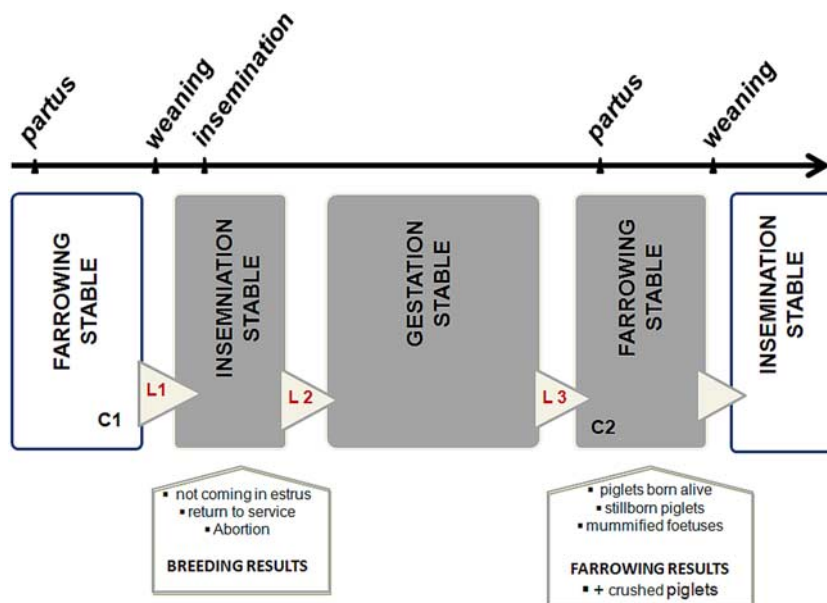 partus
weaning
insemination
partus
weaning
FARROWING
STABLE
C1
L1
INSEMNIATION
STABLE
L 2
GESTATION
STABLE
L 3
FARROWING
STABLE
C2
INSEMINATION
STABLE
▪ not coming in estrus
▪ return to service
▪ Abortion
BREEDING RESULTS
▪ piglets born alive
▪ stillborn piglets
▪ mummified foetuses
FARROWING RESULTS
▪ + crushed piglets